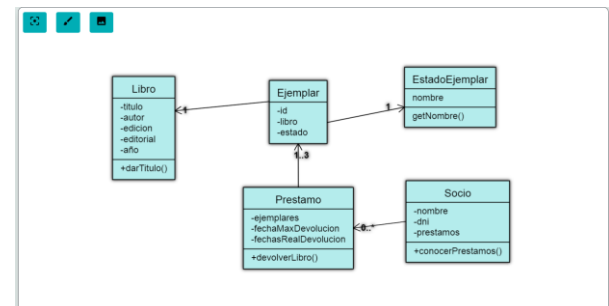 Libro
-titulo
-autor
-edicion
-editorial
-año
+darTitulo()
1
Ejemplar
-id
-libro
-estado
1
EstadoEjemplar
nombre
getNombre()
1..3
Prestamo
-ejemplares
-fechaMaxDevolucion
-fechasRealDevolucion
+devolverLibro()
0..*
Socio
-nombre
-dni
-prestamos
+conocerPrestamos()